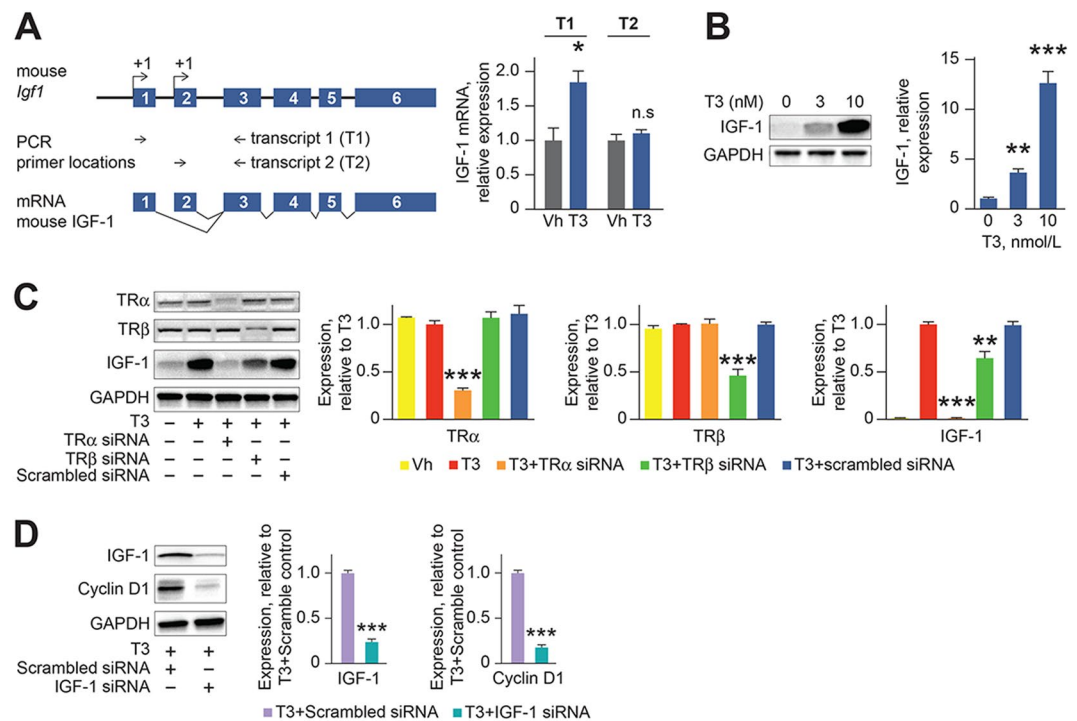 A
mouse
Igf1
+1 +1
1 2 3 4 5 6
PCR
primer locations
transcript 1 (T1)
transcript 2 (T2)
mRNA
mouse IGF-1
1 2 3 4 5 6
T1 T2
IGF-1 mRNA,
relative expression
2.0
1.5
1.0
0.5
0
*
n.s
Vh T3 Vh T3
B
T3 (nM) 0 3 10
IGF-1
GAPDH
IGF-1, relative
expression
15
10
5
0
**
***
0 3 10
T3, nmol/L
C
TRα
TRβ
IGF-1
GAPDH
– + + + + T3
– – + – – TRα siRNA
– – – + – TRβ siRNA
– – – – + Scrambled siRNA
Expression,
relative to T3
1.0
0.5
0
***
TRα
Expression,
relative to T3
1.0
0.5
0
***
TRβ
Expression,
relative to T3
1.0
0.5
0
***
**
IGF-1
Vh T3 T3+TRα siRNA T3+TRβ siRNA T3+scrambled siRNA
D
IGF-1
Cyclin D1
GAPDH
T3 + +
Scrambled siRNA + –
IGF-1 siRNA – +
Expression, relative to
T3+Scramble control
1.0
0.5
0
***
IGF-1
Expression, relative to
T3+Scramble control
1.0
0.5
0
***
Cyclin D1
T3+Scrambled siRNA T3+IGF-1 siRNA